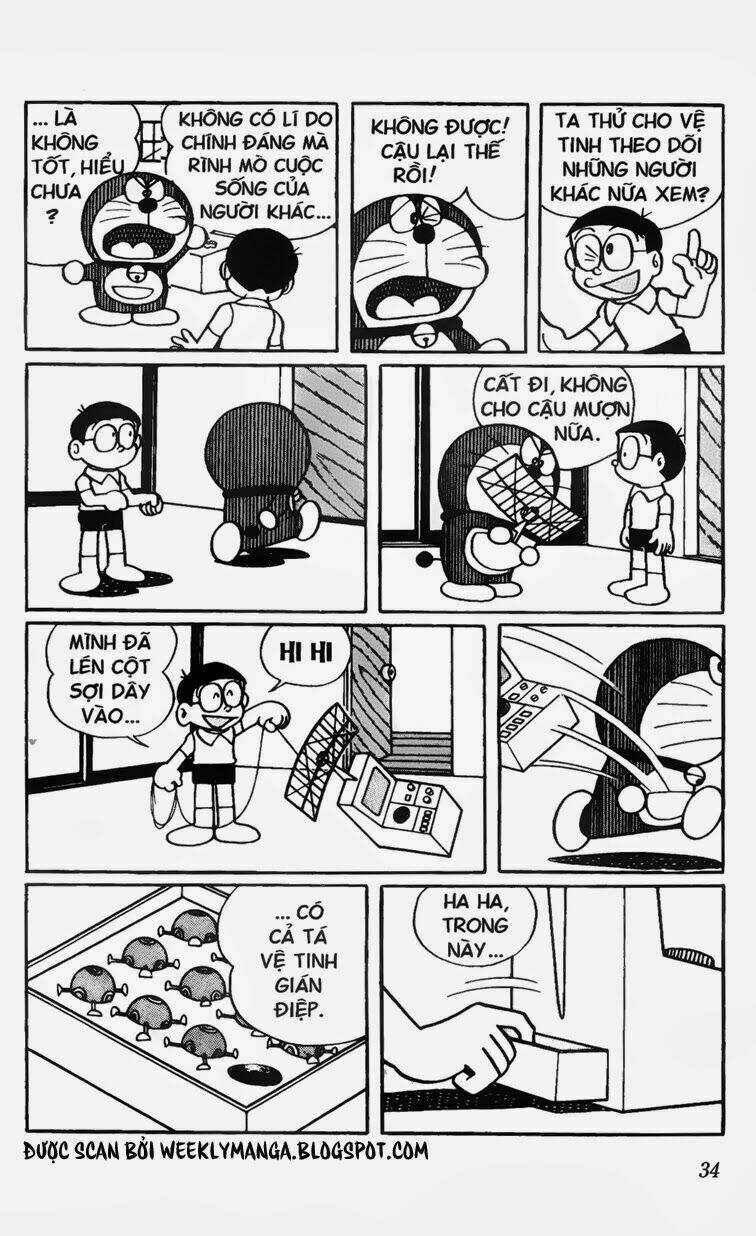 TA THỬ CHO VỆ
TINH THEO DÕI
NHỮNG NGƯỜI
KHÁC NỮA XEM?
KHÔNG ĐƯỢC!
CẬU LẠI THẾ
RỒI!
KHÔNG CÓ LÍ DO
CHÍNH ĐÁNG MÀ
RÌNH MÒ CUỘC
SỐNG CỦA
NGƯỜI KHÁC...
... LÀ
KHÔNG
TỐT, HIỂU
CHƯA
?
CẤT ĐI, KHÔNG
CHO CẬU MƯỢN
NỮA.
HI HI
MÌNH ĐÃ
LÉN CỘT
SỢI DÂY
VÀO...
HA HA,
TRONG
NÀY...
... CÓ
CẢ TÁ
VỆ TINH
GIÁN
ĐIỆP.
ĐƯỢC SCAN BỞI WEEKLYMANGA.BLOGSPOT.COM
34